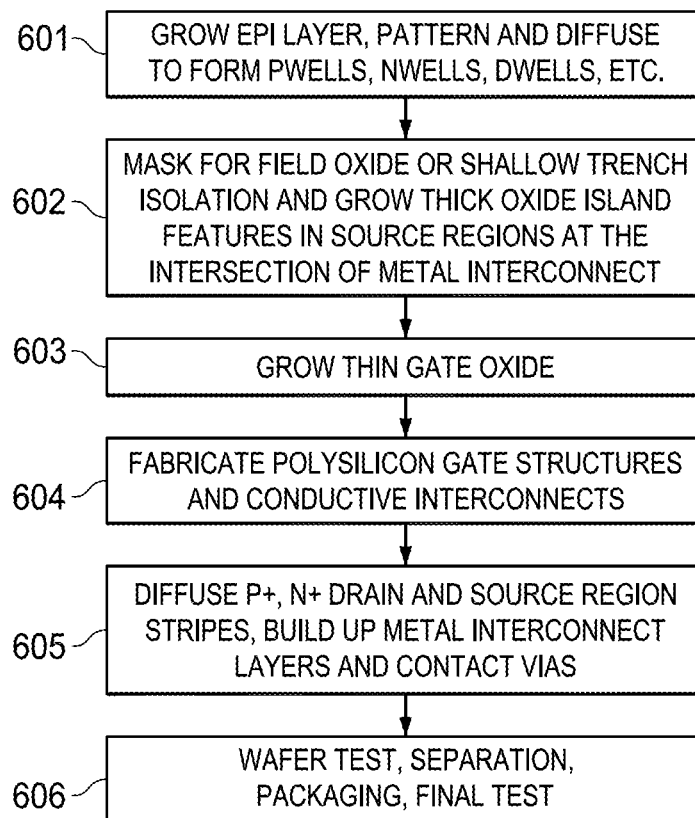 601
GROW EPI LAYER, PATTERN AND DIFFUSE
TO FORM PWELLS, NWELLS, DWELLS, ETC.
602
MASK FOR FIELD OXIDE OR SHALLOW TRENCH
ISOLATION AND GROW THICK OXIDE ISLAND
FEATURES IN SOURCE REGIONS AT THE
INTERSECTION OF METAL INTERCONNECT
603
GROW THIN GATE OXIDE
604
FABRICATE POLYSILICON GATE STRUCTURES
AND CONDUCTIVE INTERCONNECTS
605
DIFFUSE P+, N+ DRAIN AND SOURCE REGION
STRIPES, BUILD UP METAL INTERCONNECT
LAYERS AND CONTACT VIAS
606
WAFER TEST, SEPARATION,
PACKAGING, FINAL TEST